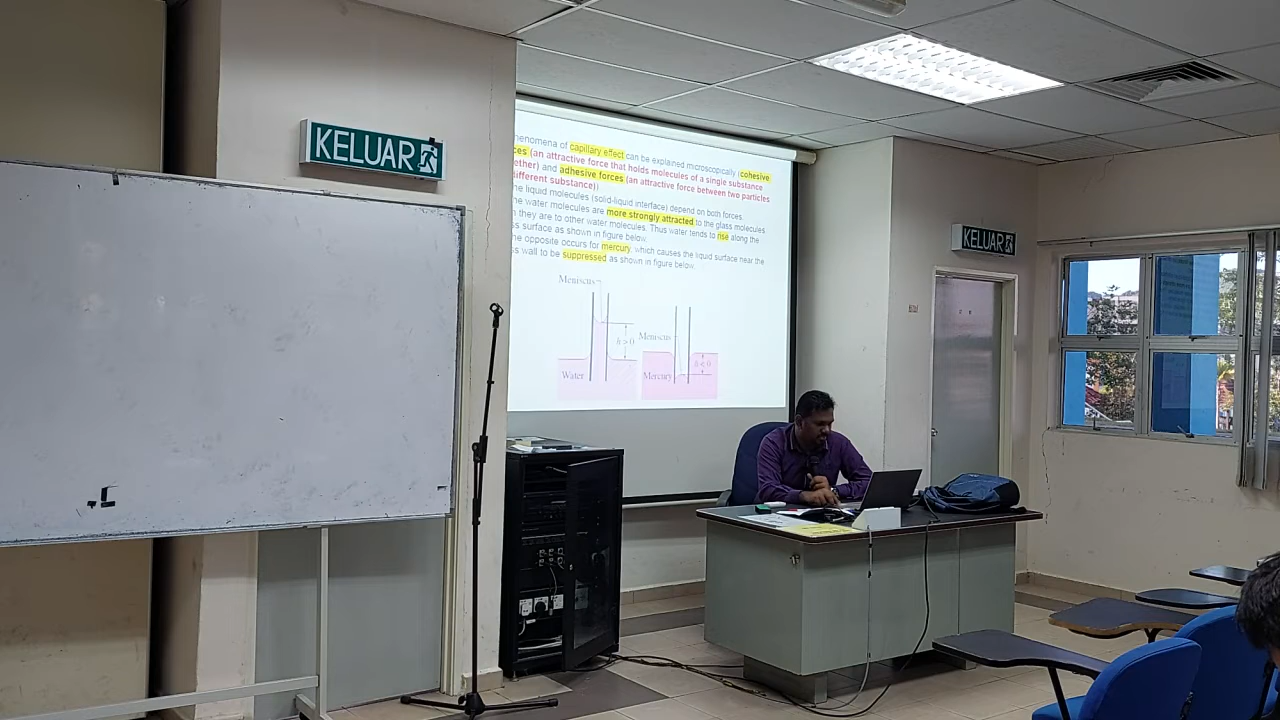 KELUAR
henomena of capillary effect can be explained microscopically (cohesive
ces (an attractive force that holds molecules of a single substance
ether) and adhesive forces (an attractive force between two particles
different substance))
he liquid molecules (solid-liquid interface) depend on both forces.
he water molecules are more strongly attracted to the glass molecules
n they are to other water molecules. Thus water tends to rise along the
ss surface as shown in figure below.
he opposite occurs for mercury, which causes the liquid surface near the
ss wall to be suppressed as shown in figure below.
Meniscus
h > 0
Meniscus
Water
Mercury
h < 0
KELUAR